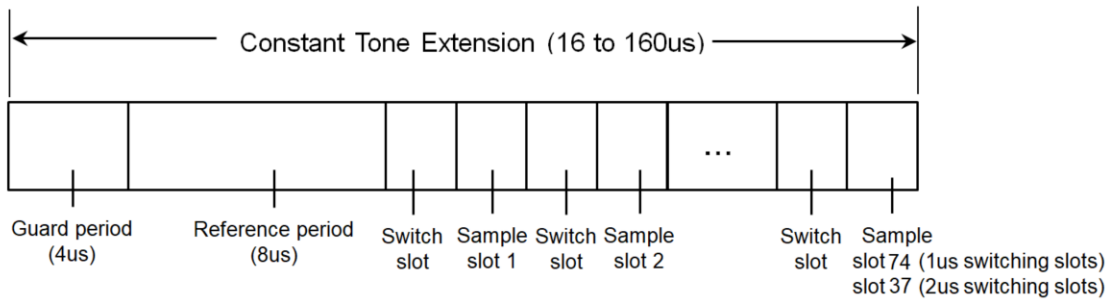 Constant Tone Extension (16 to 160us)
...
Guard period
(4us)
Reference period
(8us)
Switch
slot
Sample
slot 1
Switch
slot
Sample
slot 2
Switch
slot
Sample
slot 74 (1us switching slots)
slot 37 (2us switching slots)